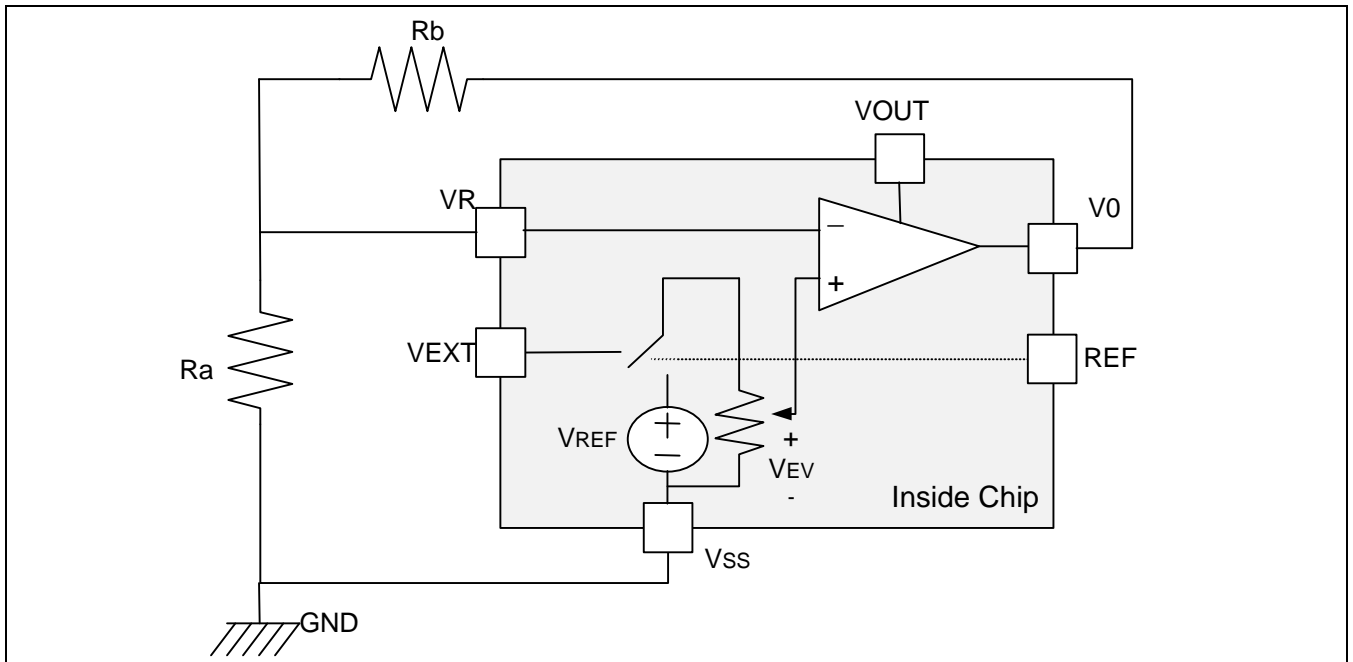 Rb
VOUT
VR
V0
−
+
VEXT
REF
Ra
+
−
VREF
+
VEV
-
Inside Chip
VSS
GND